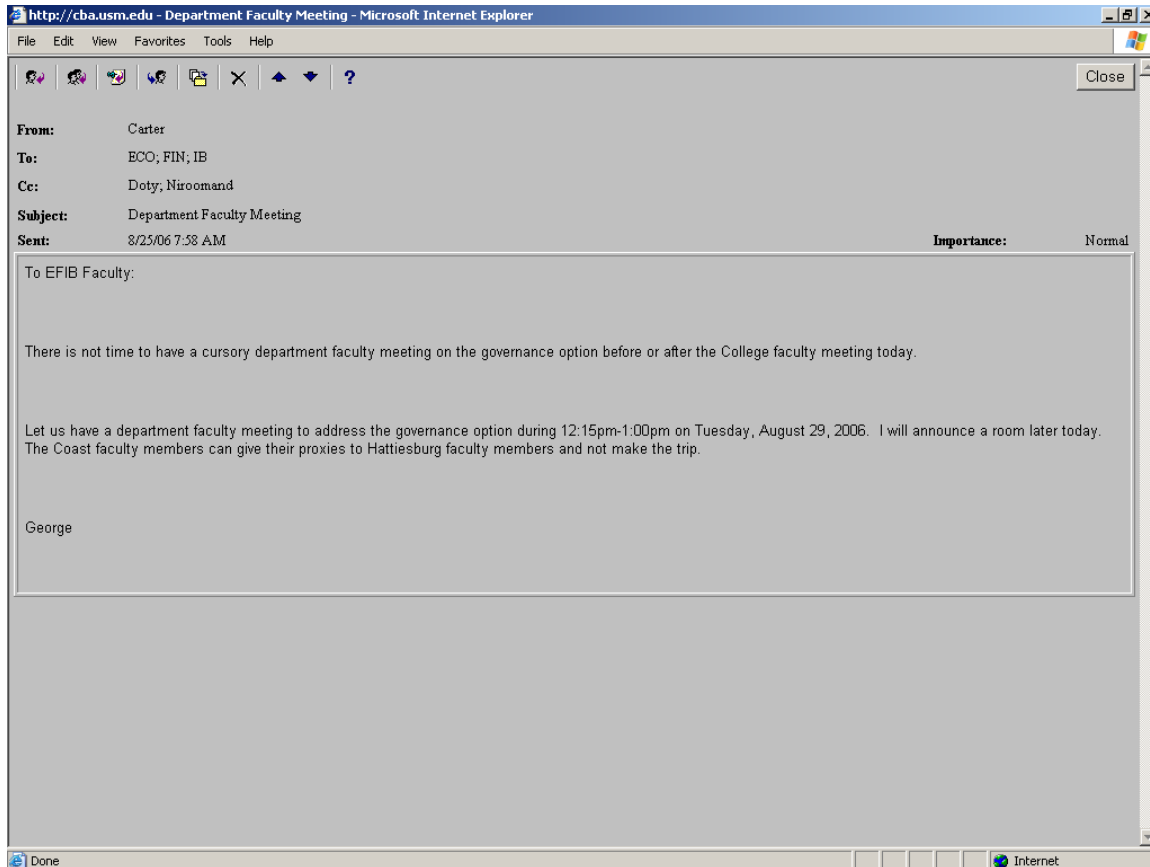 http://cba.usm.edu - Department Faculty Meeting - Microsoft Internet Explorer
File Edit View Favorites Tools Help
? Close
From: Carter
To: ECO; FIN; IB
Cc: Doty; Niroomand
Subject: Department Faculty Meeting
Sent: 8/25/06 7:58 AM Importance: Normal
To EFIB Faculty:
There is not time to have a cursory department faculty meeting on the governance option before or after the College faculty meeting today.
Let us have a department faculty meeting to address the governance option during 12:15pm-1:00pm on Tuesday, August 29, 2006. I will announce a room later today.
The Coast faculty members can give their proxies to Hattiesburg faculty members and not make the trip.
George
Done Internet